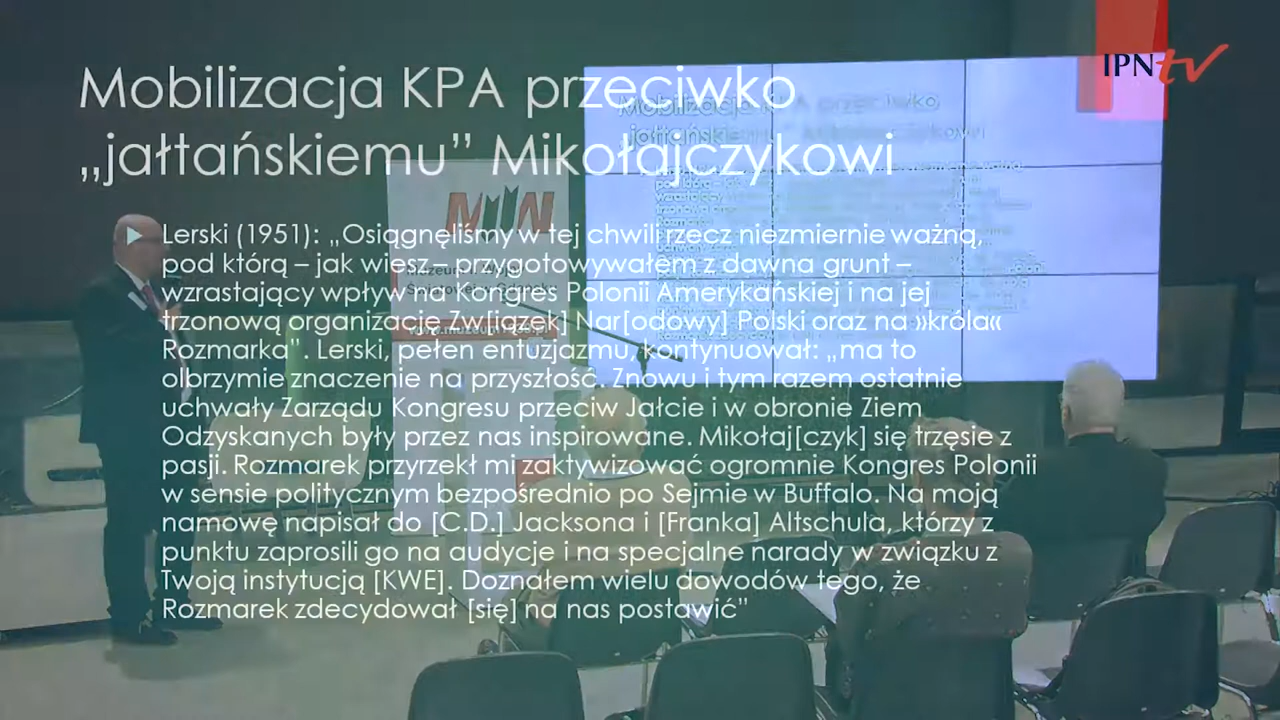 IPNtv
Mobilizacja KPA przeciwko
„jałtańskiemu” Mikołajczykowi
Lerski (1951): „Osiągnęliśmy w tej chwili rzecz niezmiernie ważną,
pod którą – jak wiesz – przygotowywałem z dawna grunt –
wzrastający wpływ na Kongres Polonii Amerykańskiej i na jej
trzonową organizację Zw[iązek] Nar[odowy] Polski oraz na »króla«
Rozmarka”. Lerski, pełen entuzjazmu, kontynuował: „ma to
olbrzymie znaczenie na przyszłość. Znowu i tym razem ostatnie
uchwały Zarządu Kongresu przeciw Jałcie i w obronie Ziem
Odzyskanych były przez nas inspirowane. Mikołaj[czyk] się trzęsie z
pasji. Rozmarek przyrzekł mi zaktywizować ogromnie Kongres Polonii
w sensie politycznym bezpośrednio po Sejmie w Buffalo. Na moją
namowę napisał do [C.D.] Jacksona i [Franka] Altschula, którzy z
punktu zaprosili go na audycje i na specjalne narady w związku z
Twoją instytucją [KWE]. Doznałem wielu dowodów tego, że
Rozmarek zdecydował [się] na nas postawić”